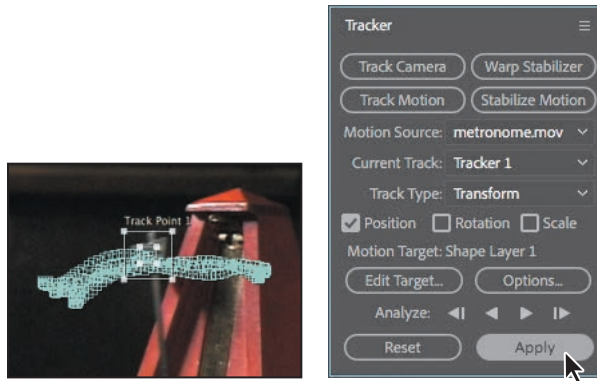 Track Point 1
Tracker
Track Camera Warp Stabilizer
Track Motion Stabilize Motion
Motion Source: metronome.mov
Current Track: Tracker 1
Track Type: Transform
Position Rotation Scale
Motion Target: Shape Layer 1
Edit Target... Options...
Analyze:
Reset Apply